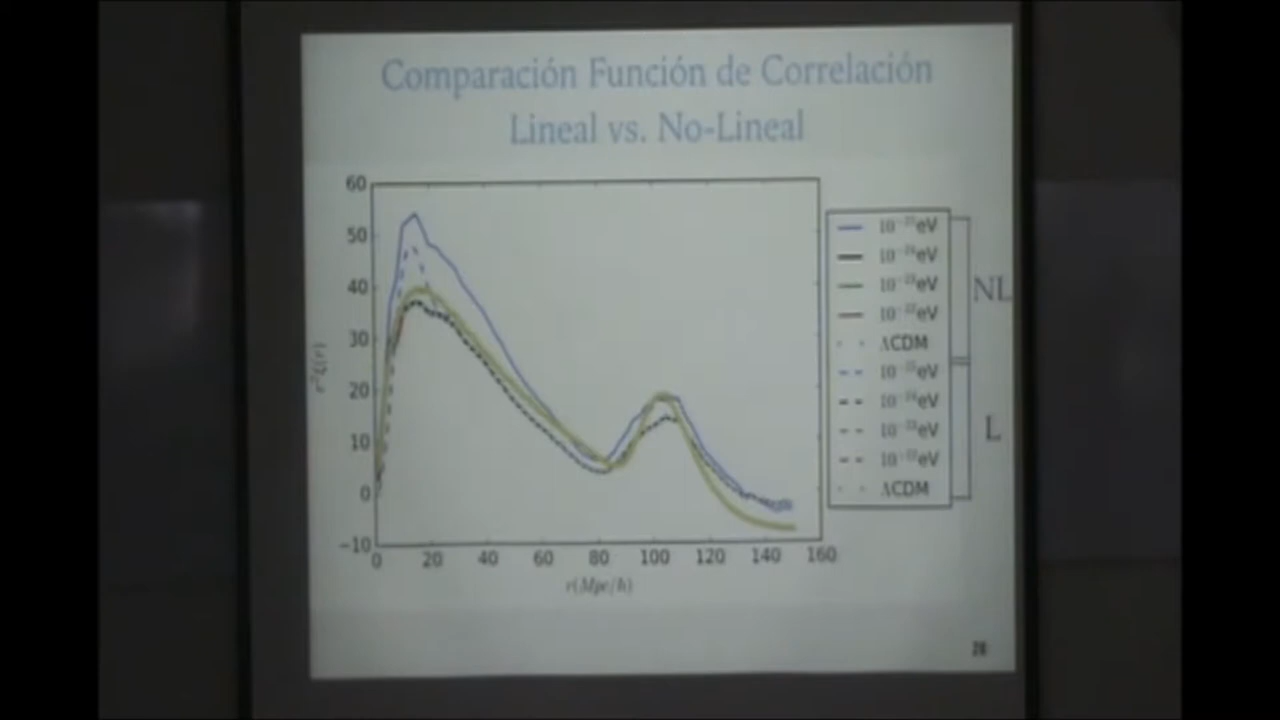 Comparación Función de Correlación
Lineal vs. No-Lineal
60
50
40
30
20
10
0
−10
0 20 40 60 80 100 120 140 160
r(Mpc/h)
r²ξ(r)
eV
eV
eV
eV
ΛCDM
eV
eV
eV
eV
ΛCDM
NL
L